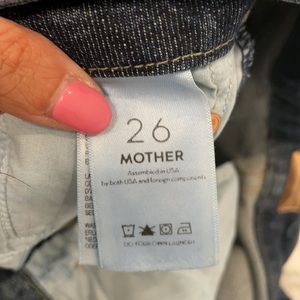 26
MOTHER
Assembled in USA
by both USA and foreign components
DO YOUR OWN LAUNDRY